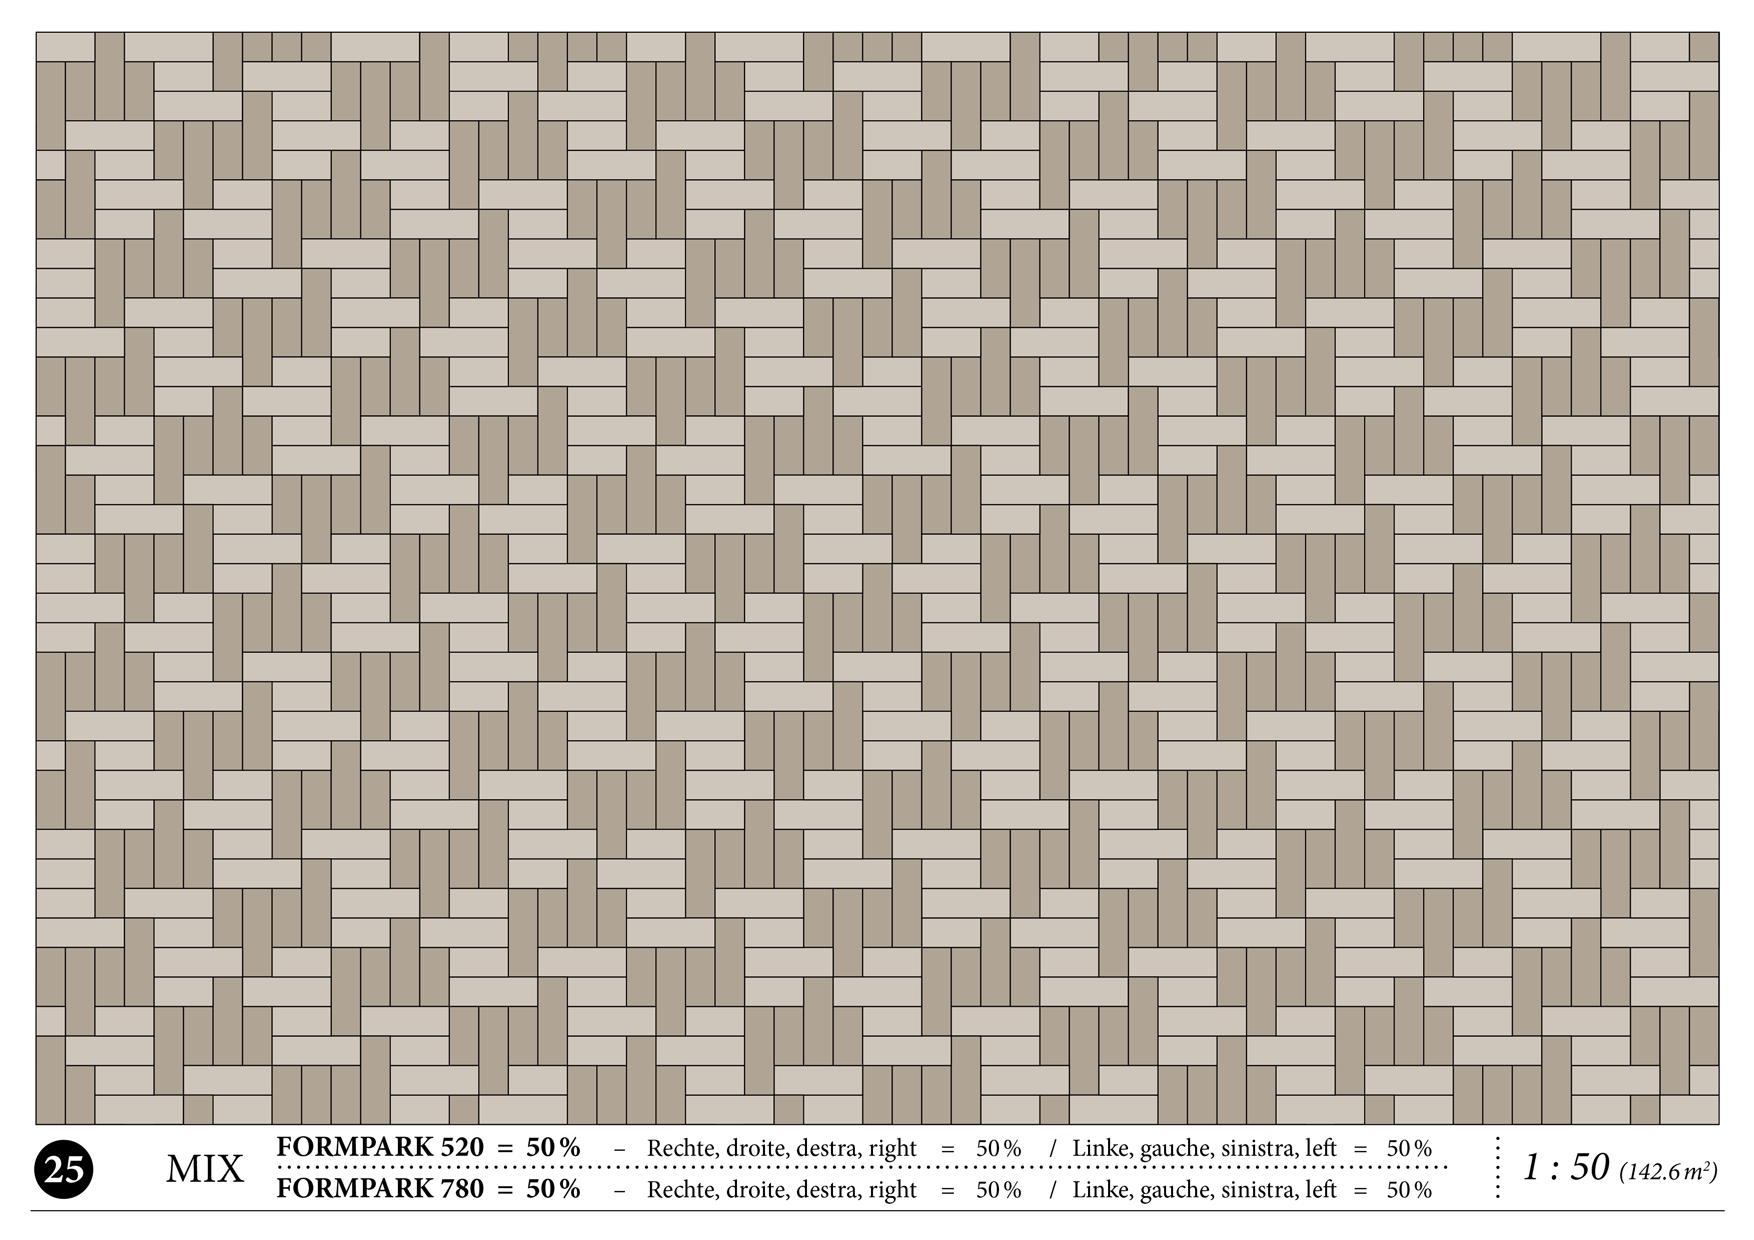 25 MIX FORMPARK 520 = 50 % – Rechte, droite, destra, right = 50 % / Linke, gauche, sinistra, left = 50 %
FORMPARK 780 = 50 % – Rechte, droite, destra, right = 50 % / Linke, gauche, sinistra, left = 50 %
1 : 50 (142.6 m²)